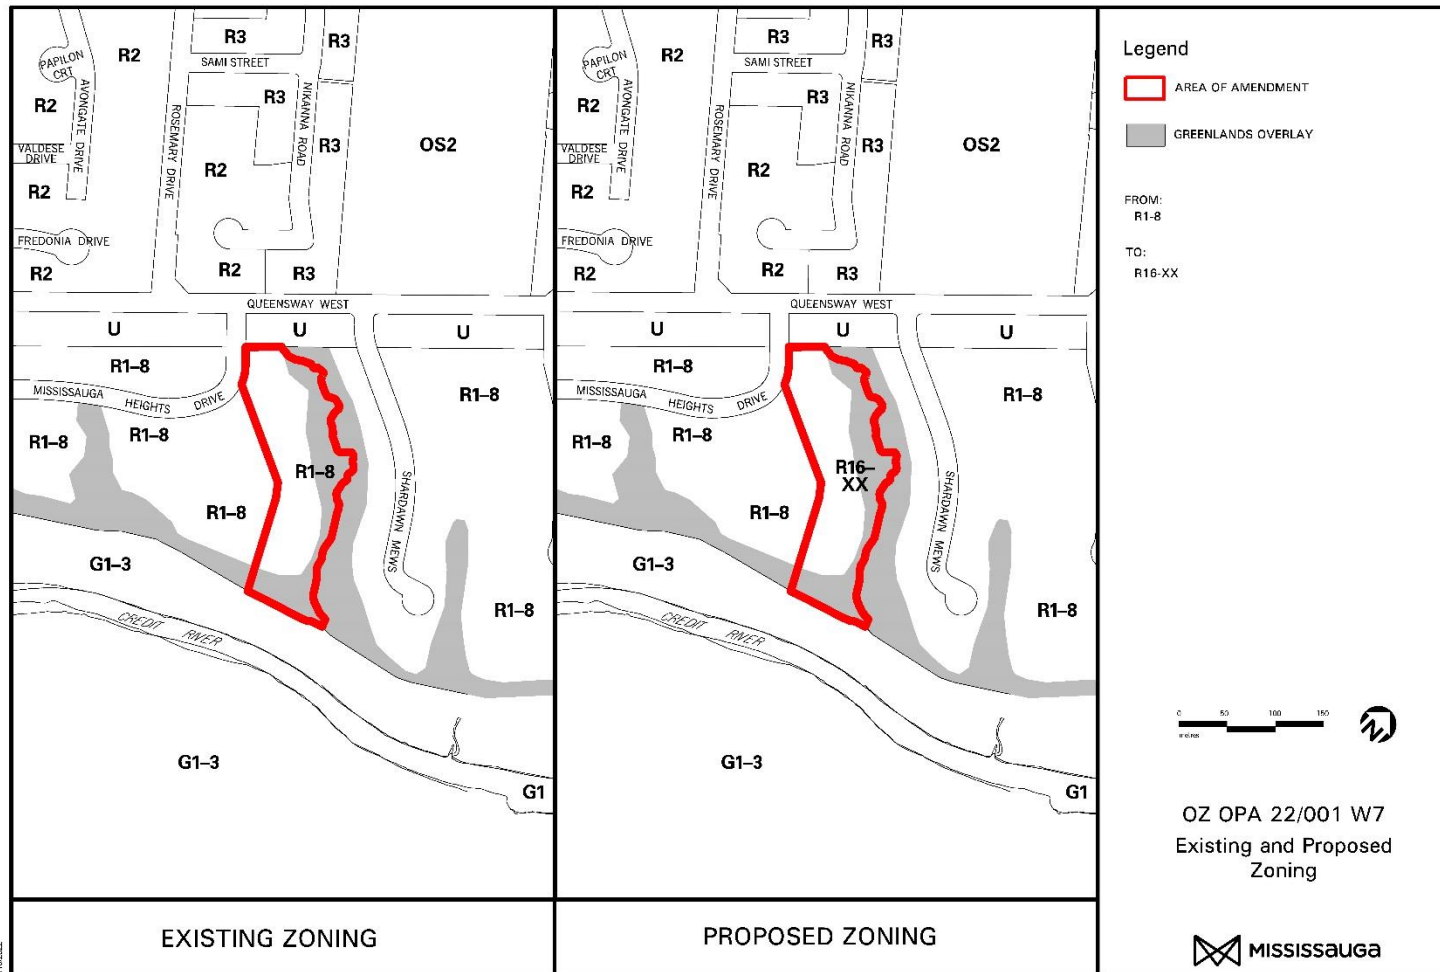 R3
R3
R2
SAMI STREET
PAPILON
CRT
R3
R2
AVONGATE DRIVE
ROSEMARY DRIVE
NIKANNA ROAD
R3
OS2
VALDESE
DRIVE
R2
R2
FREDONIA DRIVE
R2
R2
R3
QUEENSWAY WEST
U
U
U
R1-8
R1-8
MISSISSAUGA HEIGHTS DRIVE
R1-8
R1-8
R1-8
R1-8
SHARDAWN MEWS
G1-3
R1-8
CREDIT RIVER
G1-3
G1
EXISTING ZONING
R3
R3
R2
SAMI STREET
PAPILON
CRT
R3
R2
AVONGATE DRIVE
ROSEMARY DRIVE
NIKANNA ROAD
R3
OS2
VALDESE
DRIVE
R2
R2
FREDONIA DRIVE
R2
R2
R3
QUEENSWAY WEST
U
U
U
R1-8
R1-8
MISSISSAUGA HEIGHTS DRIVE
R1-8
R1-8
R16-
XX
R1-8
SHARDAWN MEWS
G1-3
R1-8
CREDIT RIVER
G1-3
G1
PROPOSED ZONING
Legend
AREA OF AMENDMENT
GREENLANDS OVERLAY
FROM:
R1-8
TO:
R16-XX
0 50 100 150
metres
N
OZ OPA 22/001 W7
Existing and Proposed
Zoning
MISSISSAUGA